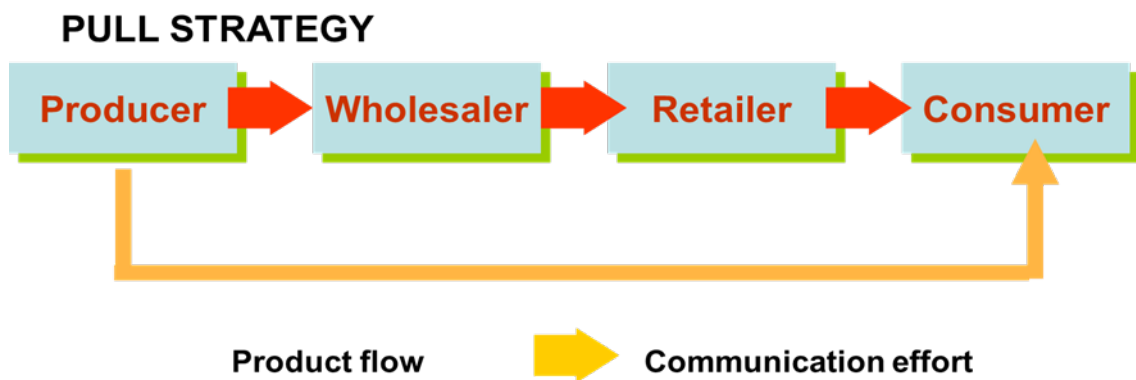 PULL STRATEGY
Producer Wholesaler Retailer Consumer
Product flow Communication effort